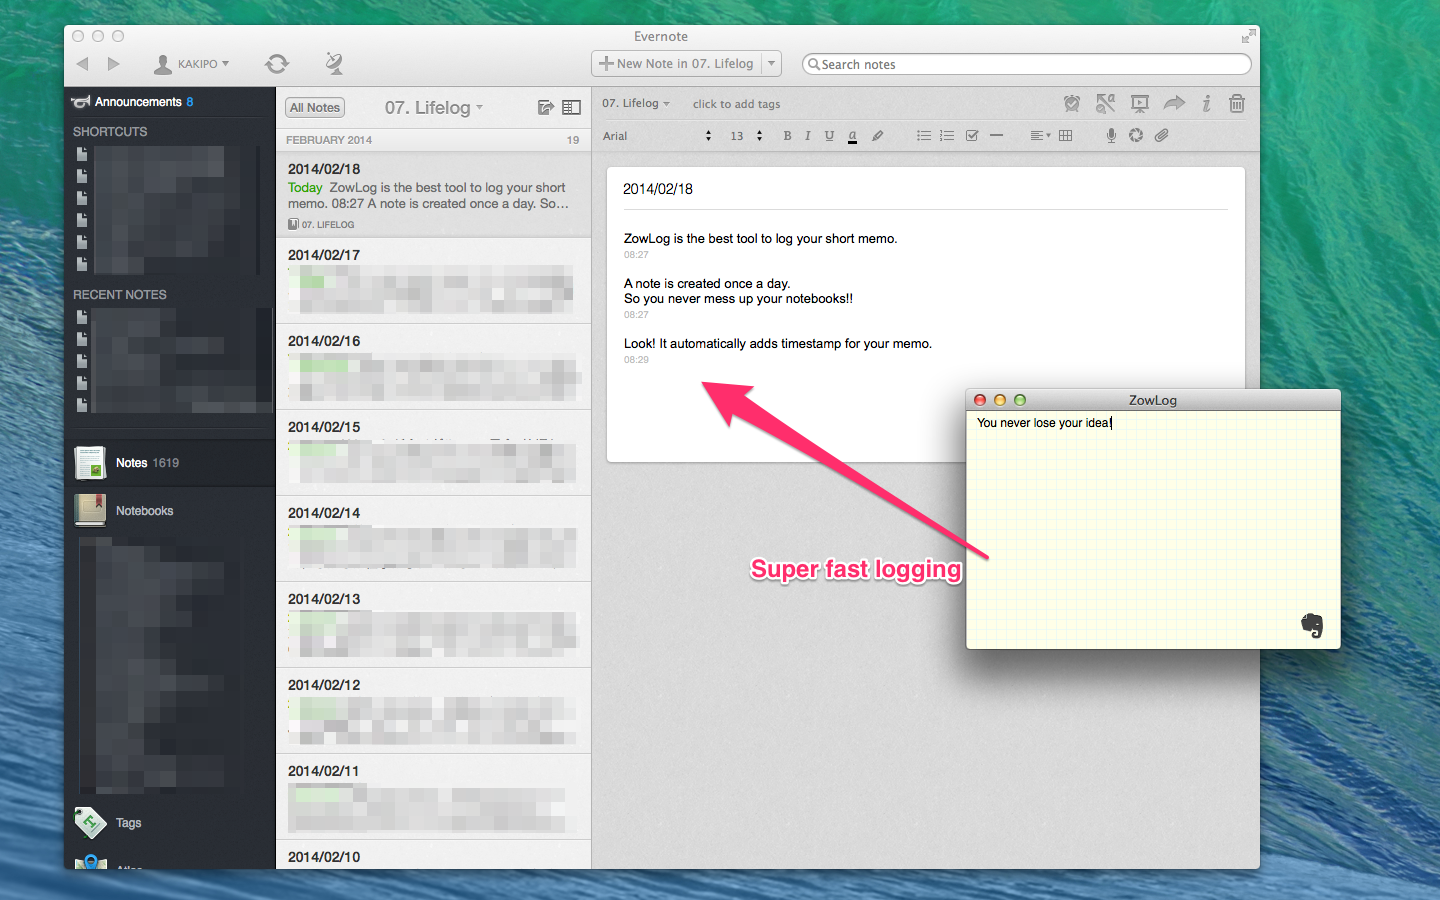 Evernote
KAKIPO
New Note in 07. Lifelog
Search notes
Announcements 8
SHORTCUTS
RECENT NOTES
Notes 1619
Notebooks
Tags
All Notes
07. Lifelog
FEBRUARY 2014 19
2014/02/18
Today ZowLog is the best tool to log your short
memo. 08:27 A note is created once a day. So...
07. LIFELOG
2014/02/17
2014/02/16
2014/02/15
2014/02/14
2014/02/13
2014/02/12
2014/02/11
2014/02/10
07. Lifelog
click to add tags
Arial 13 B I U a
2014/02/18
ZowLog is the best tool to log your short memo.
08:27
A note is created once a day.
So you never mess up your notebooks!!
08:27
Look! It automatically adds timestamp for your memo.
08:29
Super fast logging
ZowLog
You never lose your idea!